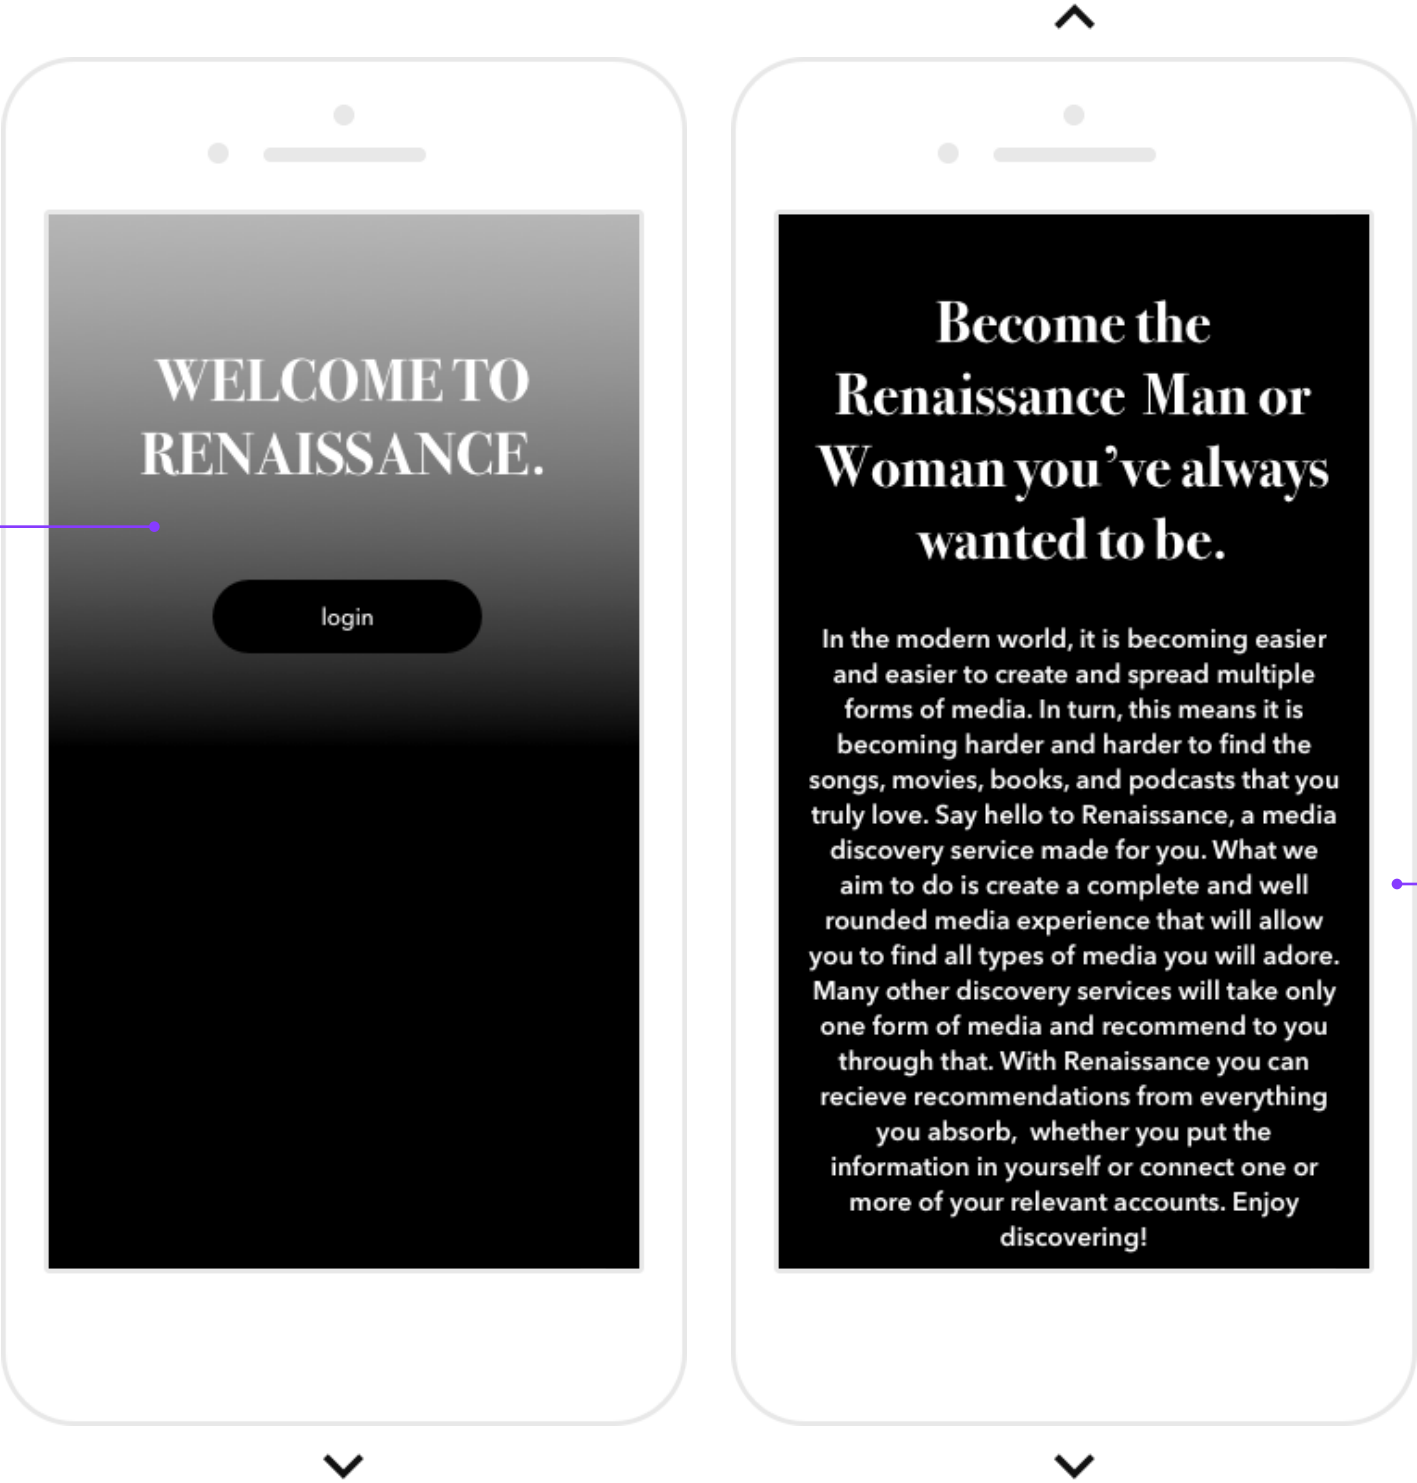 WELCOME TO
RENAISSANCE.
login
Become the
Renaissance Man or
Woman you’ve always
wanted to be.
In the modern world, it is becoming easier
and easier to create and spread multiple
forms of media. In turn, this means it is
becoming harder and harder to find the
songs, movies, books, and podcasts that you
truly love. Say hello to Renaissance, a media
discovery service made for you. What we
aim to do is create a complete and well
rounded media experience that will allow
you to find all types of media you will adore.
Many other discovery services will take only
one form of media and recommend to you
through that. With Renaissance you can
recieve recommendations from everything
you absorb,  whether you put the
information in yourself or connect one or
more of your relevant accounts. Enjoy
discovering!